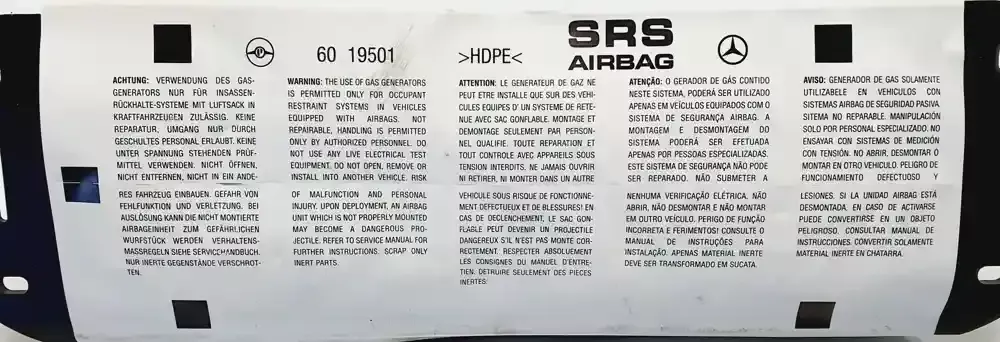 60 19501
>HDPE<
SRS
AIRBAG
ACHTUNG: VERWENDUNG DES GAS-
GENERATORS NUR FÜR INSASSEN-
RÜCKHALTE-SYSTEME MIT LUFTSACK IN
KRAFTFAHRZEUGEN ZULÄSSIG. KEINE
REPARATUR, UMGANG NUR DURCH
GESCHULTES PERSONAL ERLAUBT. KEINE
UNTER SPANNUNG STEHENDEN PRÜF-
MITTEL VERWENDEN. NICHT ÖFFNEN.
NICHT ENTFERNEN, NICHT IN EIN ANDE-
RES FAHRZEUG EINBAUEN. GEFAHR VON
FEHLFUNKTION UND VERLETZUNG. BEI
AUSLÖSUNG KANN DIE NICHT MONTIERTE
AIRBAGEINHEIT ZUM GEFÄHRLICHEN
WURFSTÜCK WERDEN VERHALTENS-
MASSREGELN SIEHE SERVICEHANDBUCH.
NUR INERTE GEGENSTÄNDE VERSCHROT-
TEN.
WARNING: THE USE OF GAS GENERATORS
IS PERMITTED ONLY FOR OCCUPANT
RESTRAINT SYSTEMS IN VEHICLES
EQUIPPED WITH AIRBAGS. NOT
REPAIRABLE, HANDLING IS PERMITTED
ONLY BY AUTHORIZED PERSONNEL. DO
NOT USE ANY LIVE ELECTRICAL TEST
EQUIPMENT. DO NOT OPEN, REMOVE, OR
INSTALL INTO ANOTHER VEHICLE. RISK
OF MALFUNCTION AND PERSONAL
INJURY. UPON DEPLOYMENT, AN AIRBAG
UNIT WHICH IS NOT PROPERLY MOUNTED
MAY BECOME A DANGEROUS PRO-
JECTILE. REFER TO SERVICE MANUAL FOR
FURTHER INSTRUCTIONS. SCRAP ONLY
INERT PARTS.
ATTENTION: LE GENERATEUR DE GAZ NE
PEUT ETRE INSTALLE QUE SUR DES VEHI-
CULES EQUIPES D' UN SYSTEME DE RETE-
NUE AVEC SAC GONFLABLE. MONTAGE ET
DEMONTAGE SEULEMENT PAR PERSON-
NEL QUALIFIE. TOUTE REPARATION ET
TOUT CONTROLE AVEC APPAREILS SOUS
TENSION INTERDITS. NE JAMAIS OUVRIR
NI RETIRER, NI MONTER DANS UN AUTRE
VEHICULE SOUS RISQUE DE FONCTIONNE-
MENT DEFECTUEUX ET DE BLESSURES! EN
CAS DE DECLENCHEMENT, LE SAC GON-
FLABLE PEUT DEVENIR UN PROJECTILE
DANGEREUX S'IL N'EST PAS MONTE COR-
RECTEMENT. RESPECTER ABSOLUEMENT
LES CONSIGNES DU MANUEL D'ENTRE-
TIEN. DETRUIRE SEULEMENT DES PIECES
INERTES:
ATENÇÃO: O GERADOR DE GÁS CONTIDO
NESTE SISTEMA, PODERÁ SER UTILIZADO
APENAS EM VEÍCULOS EQUIPADOS COM O
SISTEMA DE SEGURANÇA AIRBAG. A
MONTAGEM E DESMONTAGEM DO
SISTEMA PODERÁ SER EFETUADA
APENAS POR PESSOAS ESPECIALIZADAS.
ESTE SISTEMA DE SEGURANÇA NÃO PODE
SER REPARADO. NÃO SUBMETER A
NENHUMA VERIFICAÇÃO ELÉTRICA. NÃO
ABRIR, NÃO DESMONTAR E NÃO MONTAR
EM OUTRO VEÍCULO. PERIGO DE FUNÇÃO
INCORRETA E FERIMENTOS! CONSULTE O
MANUAL DE INSTRUÇÕES PARA
INSTALAÇÃO. APENAS MATERIAL INERTE
DEVE SER TRANSFORMADO EM SUCATA.
AVISO: GENERADOR DE GAS SOLAMENTE
UTILIZABELE EN VEHICULOS CON
SISTEMAS AIRBAG DE SEGURIDAD PASIVA.
SITEMA NO REPARABLE. MANIPULACIÓN
SOLO POR PERSONAL ESPECIALIZADO. NO
ENSAYAR CON SISTEMAS DE MEDICIÓN
CON TENSIÓN. NO ABRIR, DESMONTAR O
MONTAR EN OTRO VEHICULO. PELIGRO DE
FUNCIONAMIENTO DEFECTUOSO Y
LESIONES. SI LA UNIDAD AIRBAG ESTÁ
DESMONTADA, EN CASO DE ACTIVARSE
PUEDE CONVERTIRSE EN UN OBJETO
PELIGROSO. CONSULTAR MANUAL DE
INSTRUCCIONES. CONVERTIR SOLAMENTE
MATERIAL INERTE EN CHATARRA.